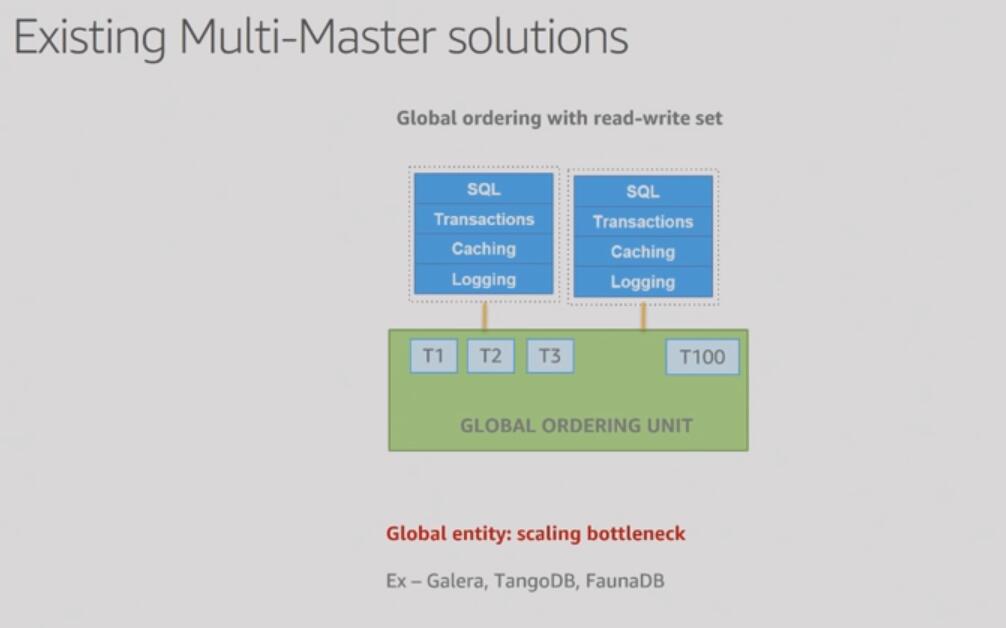 Existing Multi-Master solutions
Global ordering with read-write set
SQL
Transactions
Caching
Logging
SQL
Transactions
Caching
Logging
T1 T2 T3 T100
GLOBAL ORDERING UNIT
Global entity: scaling bottleneck
Ex – Galera, TangoDB, FaunaDB